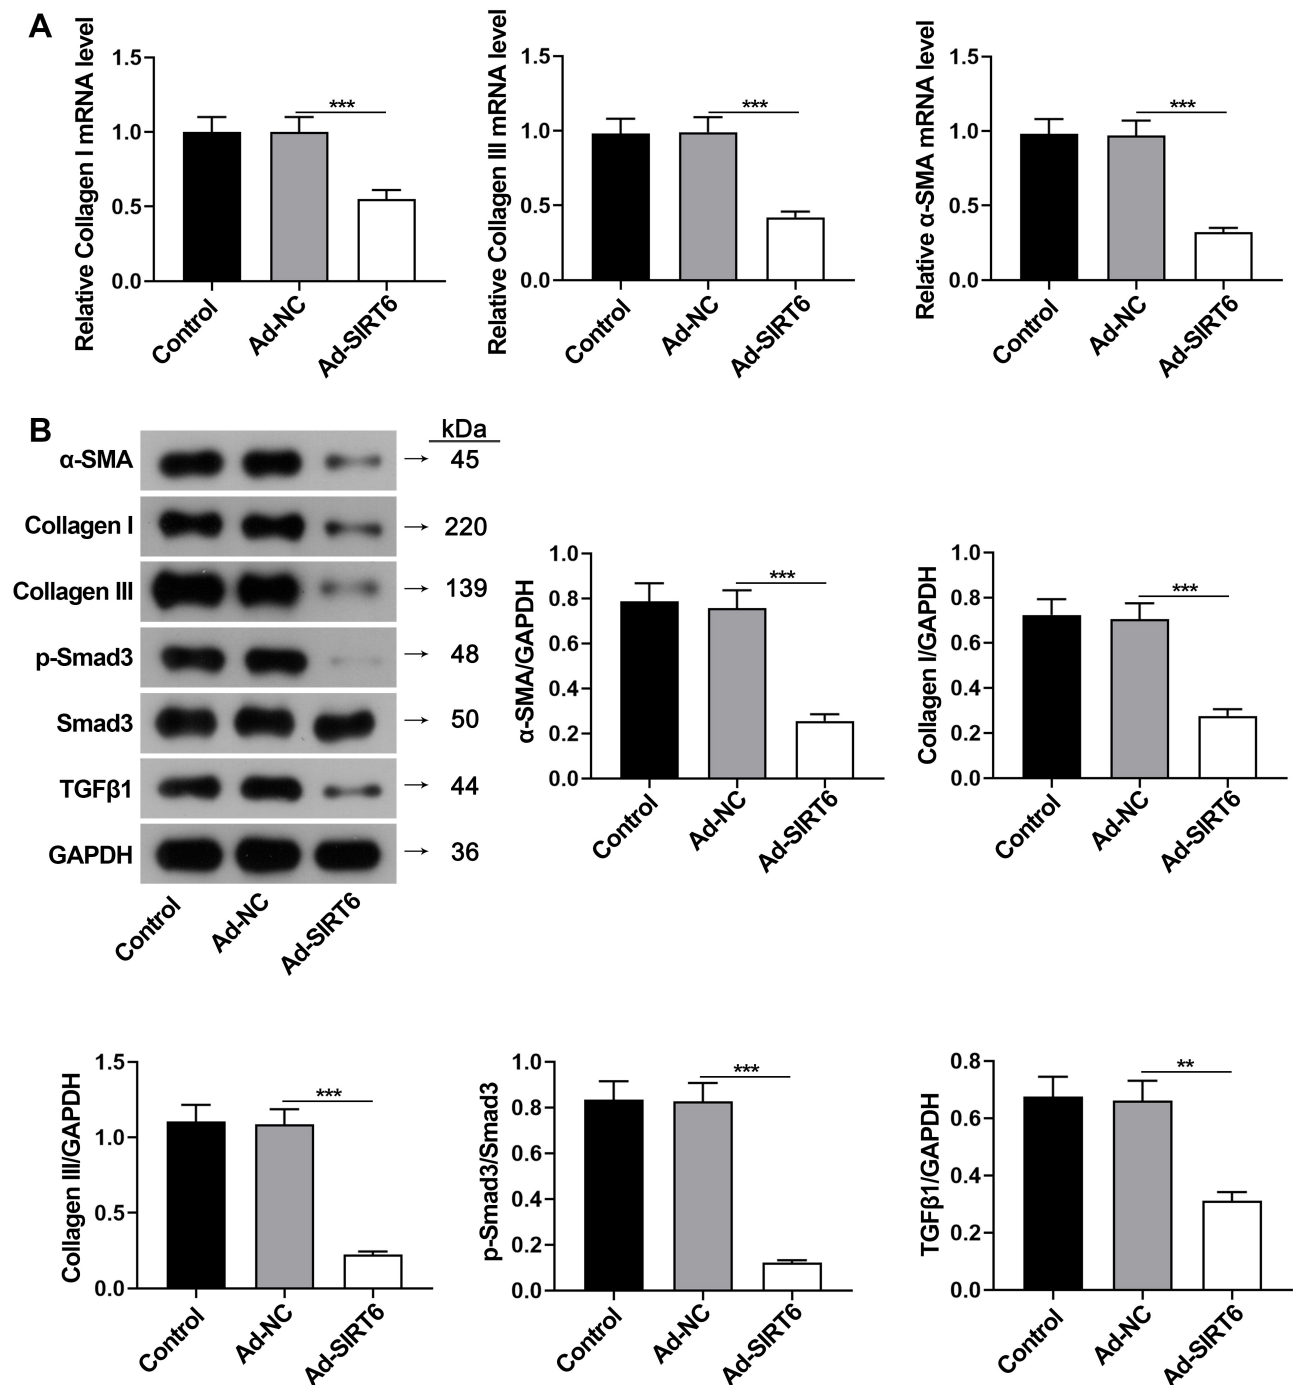 A
Relative Collagen I mRNA level
1.5
1.0
0.5
0.0
***
Control
Ad-NC
Ad-SIRT6
Relative Collagen III mRNA level
1.5
1.0
0.5
0.0
***
Control
Ad-NC
Ad-SIRT6
Relative α-SMA mRNA level
1.5
1.0
0.5
0.0
***
Control
Ad-NC
Ad-SIRT6
B
kDa
α-SMA → 45
Collagen I → 220
Collagen III → 139
p-Smad3 → 48
Smad3 → 50
TGFβ1 → 44
GAPDH → 36
Control
Ad-NC
Ad-SIRT6
α-SMA/GAPDH
1.0
0.8
0.6
0.4
0.2
0.0
***
Control
Ad-NC
Ad-SIRT6
Collagen I/GAPDH
1.0
0.8
0.6
0.4
0.2
0.0
***
Control
Ad-NC
Ad-SIRT6
Collagen III/GAPDH
1.5
1.0
0.5
0.0
***
Control
Ad-NC
Ad-SIRT6
p-Smad3/Smad3
1.0
0.8
0.6
0.4
0.2
0.0
***
Control
Ad-NC
Ad-SIRT6
TGFβ1/GAPDH
0.8
0.6
0.4
0.2
0.0
**
Control
Ad-NC
Ad-SIRT6